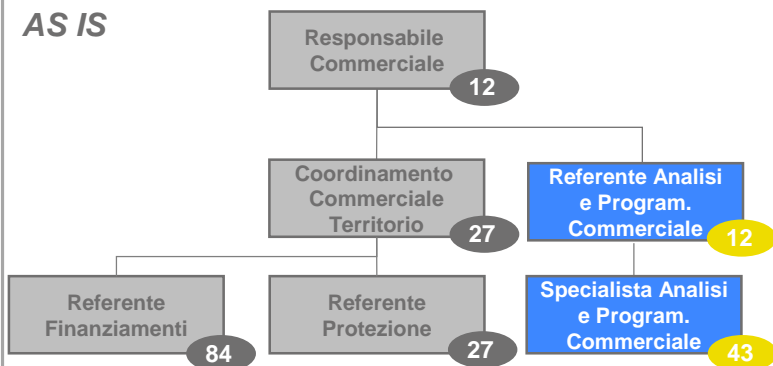 AS IS
Responsabile
Commerciale
12
Coordinamento
Commerciale
Territorio
27
Referente Analisi
e Program.
Commerciale
12
Referente
Finanziamenti
84
Referente
Protezione
27
Specialista Analisi
e Program.
Commerciale
43